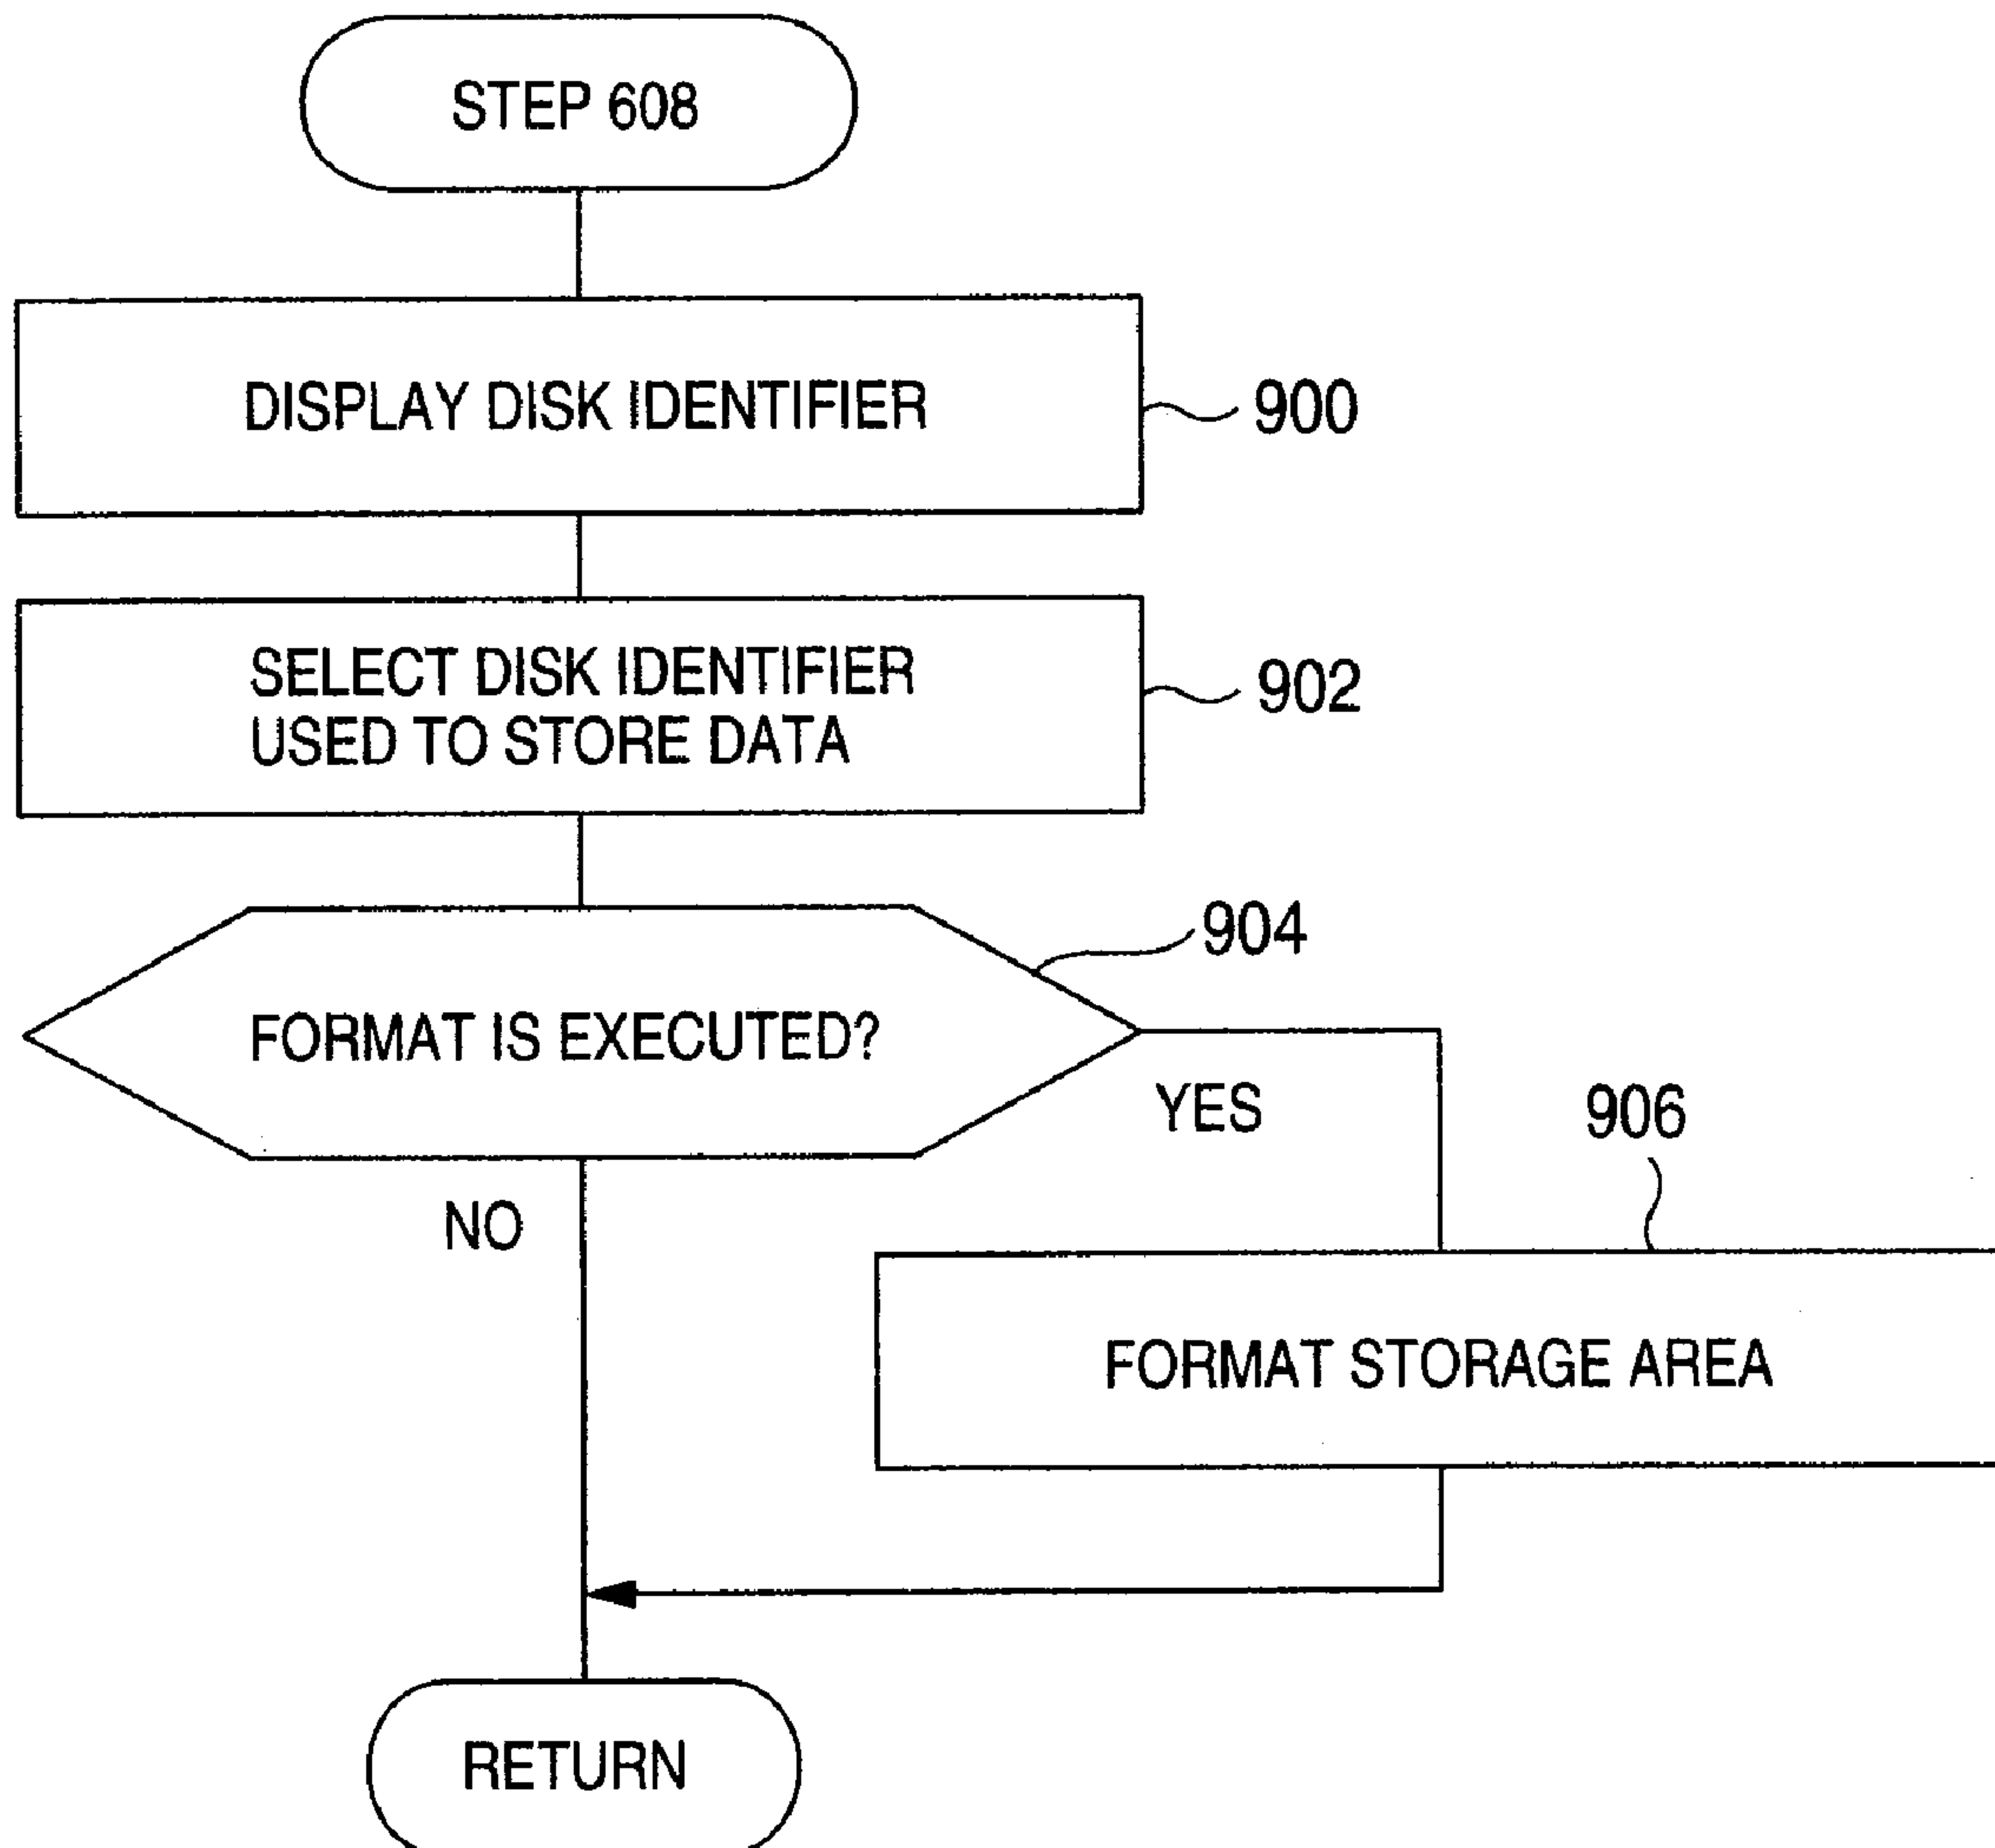 STEP 608
DISPLAY DISK IDENTIFIER
900
SELECT DISK IDENTIFIER
USED TO STORE DATA
902
904
FORMAT IS EXECUTED?
YES
906
NO
FORMAT STORAGE AREA
RETURN